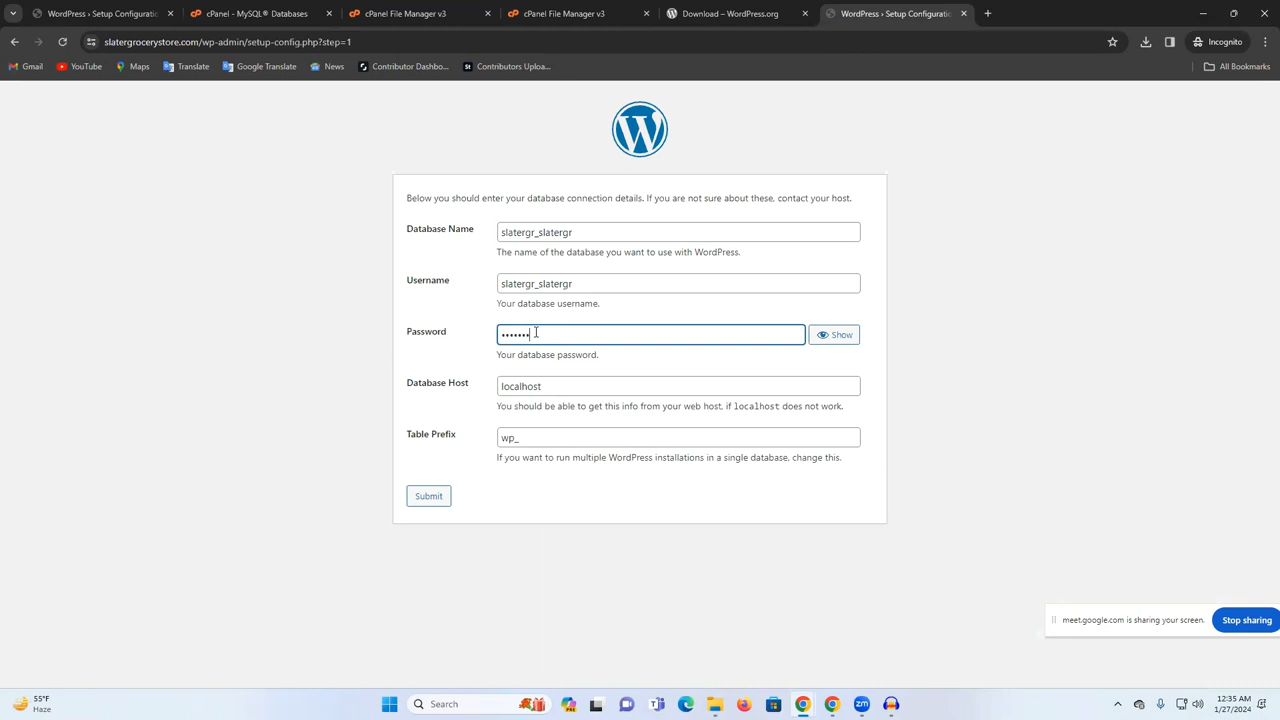 WordPress › Setup Configuratio
cPanel - MySQL® Databases
cPanel File Manager v3
cPanel File Manager v3
Download – WordPress.org
WordPress › Setup Configuratio
slatergrocerystore.com/wp-admin/setup-config.php?step=1
Incognito
Gmail
YouTube
Maps
Translate
Google Translate
News
Contributor Dashbo...
Contributors Uploa...
All Bookmarks
Below you should enter your database connection details. If you are not sure about these, contact your host.
Database Name
slatergr_slatergr
The name of the database you want to use with WordPress.
Username
slatergr_slatergr
Your database username.
Password
•••••••
Show
Your database password.
Database Host
localhost
You should be able to get this info from your web host, if localhost does not work.
Table Prefix
wp_
If you want to run multiple WordPress installations in a single database, change this.
Submit
meet.google.com is sharing your screen.
Stop sharing
55°F
Haze
Search
12:35 AM
1/27/2024